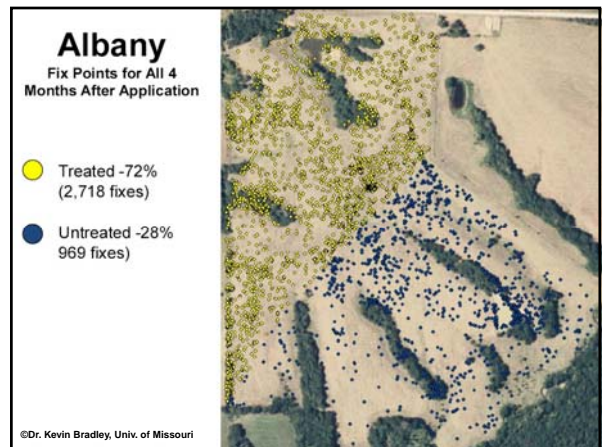 Albany
Fix Points for All 4
Months After Application
Treated -72%
(2,718 fixes)
Untreated -28%
969 fixes)
©Dr. Kevin Bradley, Univ. of Missouri